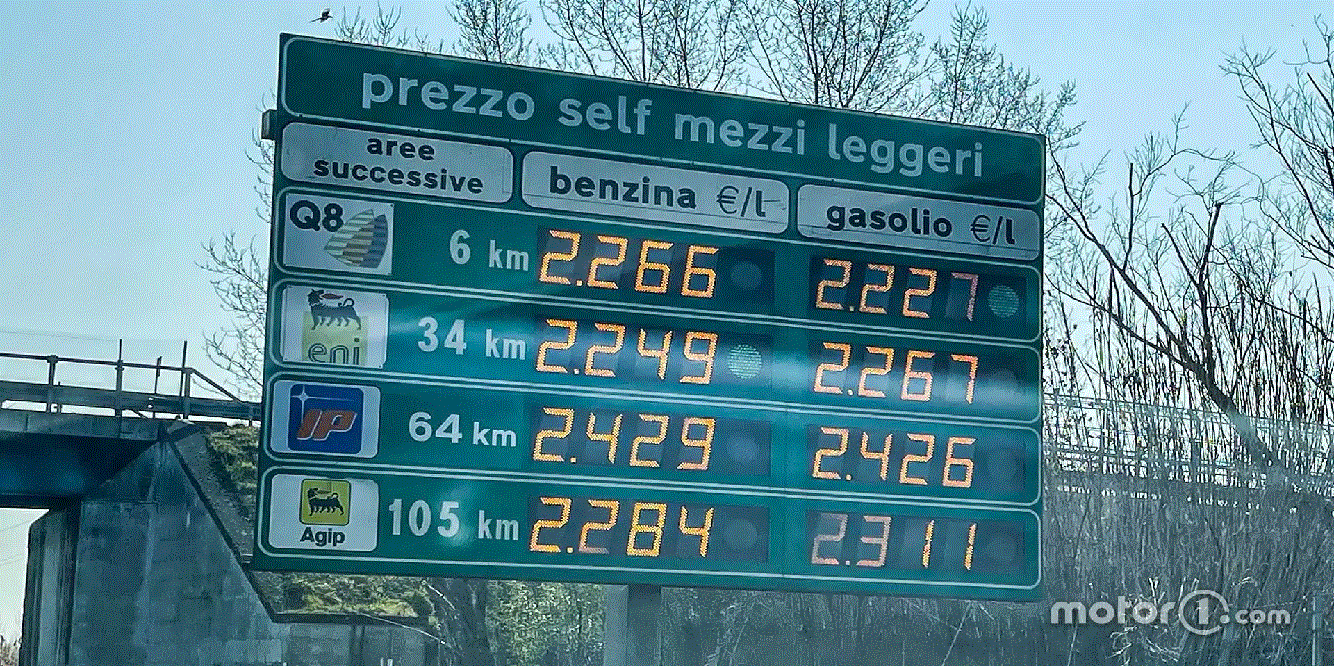 prezzo self mezzi leggeri
aree
successive
benzina €/l
gasolio €/l
Q8 6 km 2.266 2.227
eni 34 km 2.249 2.267
IP 64 km 2.429 2.426
Agip 105 km 2.284 2.311
motor1.com